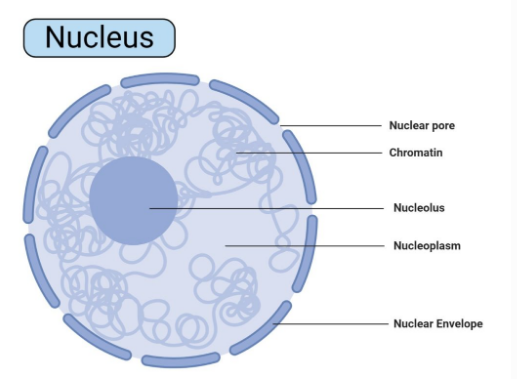 Nucleus
Nuclear pore
Chromatin
Nucleolus
Nucleoplasm
Nuclear Envelope